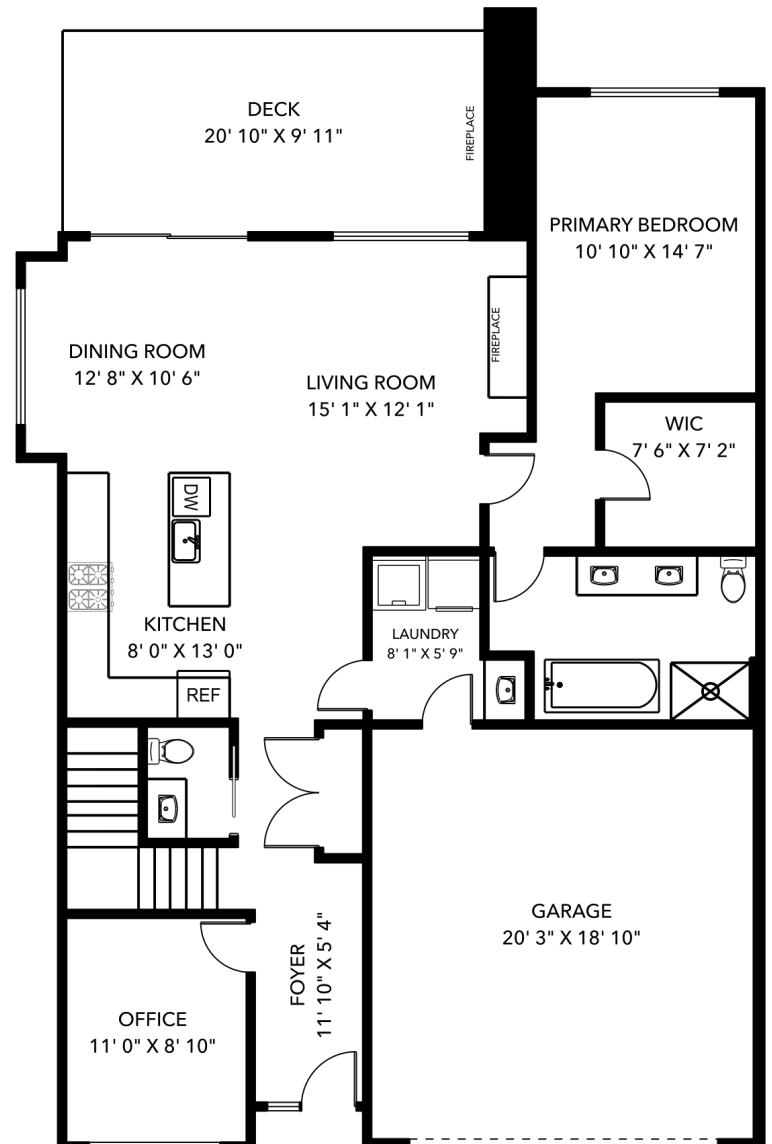 DECK
20' 10" X 9' 11"
FIREPLACE
PRIMARY BEDROOM
10' 10" X 14' 7"
DINING ROOM
12' 8" X 10' 6"
LIVING ROOM
15' 1" X 12' 1"
FIREPLACE
WIC
7' 6" X 7' 2"
DW
KITCHEN
8' 0" X 13' 0"
LAUNDRY
8' 1" X 5' 9"
REF
GARAGE
20' 3" X 18' 10"
FOYER
11' 10" X 5' 4"
OFFICE
11' 0" X 8' 10"